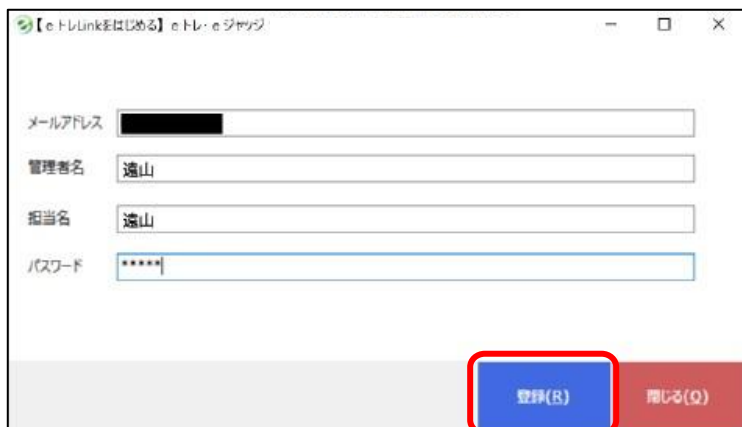 【eトレLinkをはじめる】eトレ・eジャッジ
メールアドレス
管理者名 遠山
担当名 遠山
パスワード *****
登録(R) 閉じる(Q)